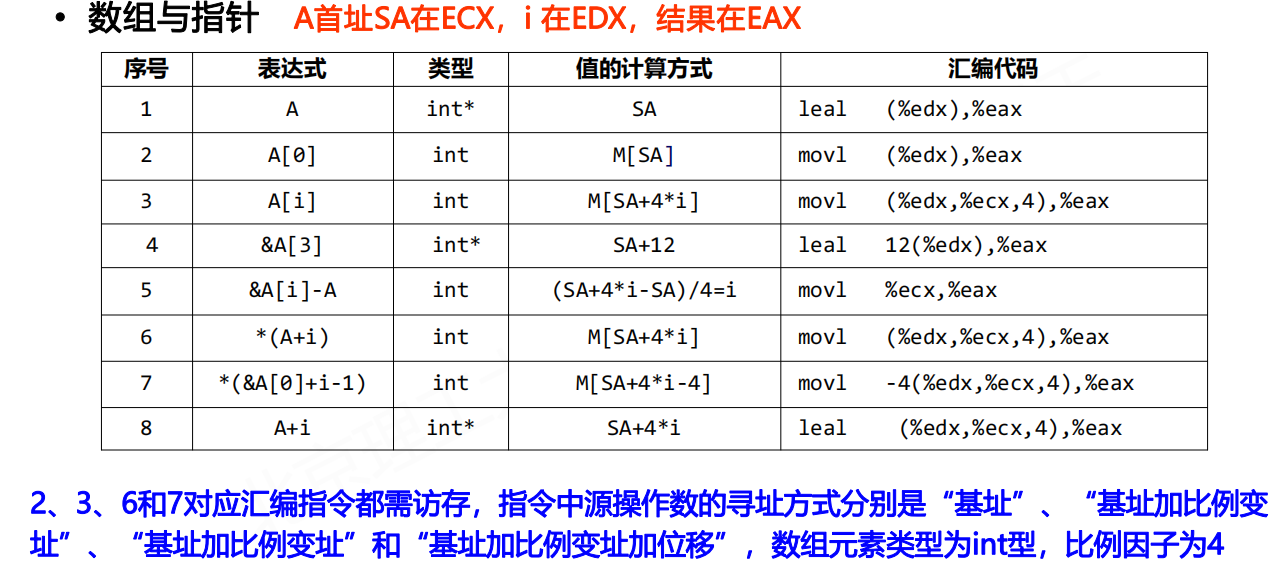 • 数组与指针 A首址SA在ECX，i 在EDX，结果在EAX
序号 表达式 类型 值的计算方式 汇编代码
1 A int* SA leal (%edx),%eax
2 A[0] int M[SA] movl (%edx),%eax
3 A[i] int M[SA+4*i] movl (%edx,%ecx,4),%eax
4 &A[3] int* SA+12 leal 12(%edx),%eax
5 &A[i]-A int (SA+4*i-SA)/4=i movl %ecx,%eax
6 *(A+i) int M[SA+4*i] movl (%edx,%ecx,4),%eax
7 *(&A[0]+i-1) int M[SA+4*i-4] movl -4(%edx,%ecx,4),%eax
8 A+i int* SA+4*i leal (%edx,%ecx,4),%eax
2、3、6和7对应汇编指令都需访存，指令中源操作数的寻址方式分别是“基址”、 “基址加比例变
址”、“基址加比例变址”和“基址加比例变址加位移”，数组元素类型为int型，比例因子为4